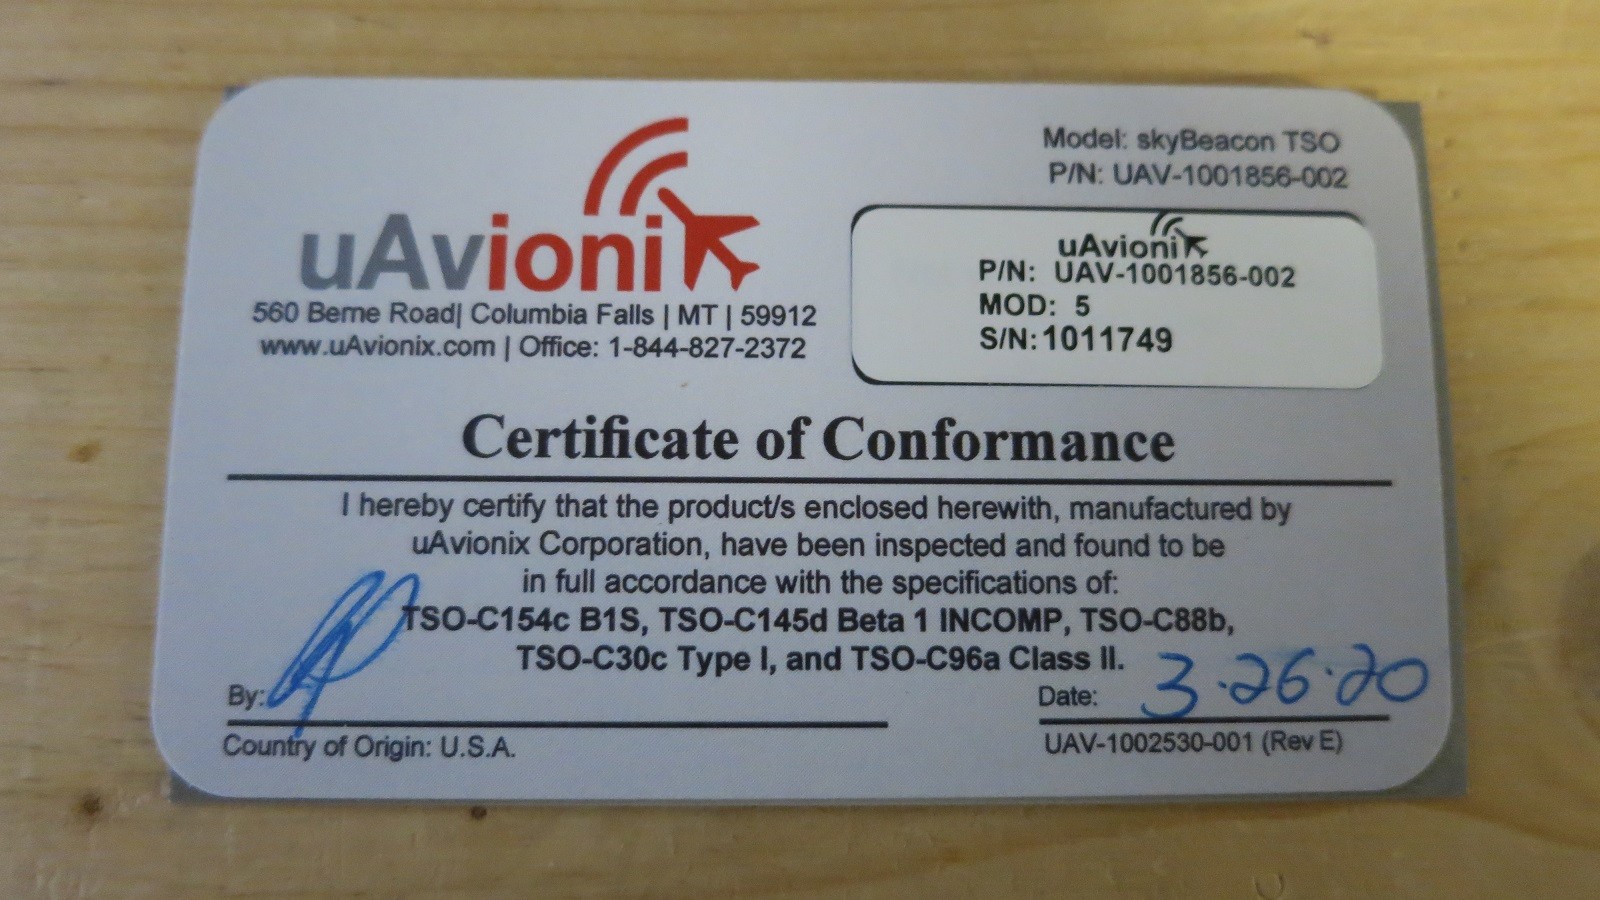 uAvionix
560 Berne Road| Columbia Falls | MT | 59912
www.uAvionix.com | Office: 1-844-827-2372
Model: skyBeacon TSO
P/N: UAV-1001856-002
uAvionix
P/N: UAV-1001856-002
MOD: 5
S/N: 1011749
Certificate of Conformance
I hereby certify that the product/s enclosed herewith, manufactured by
uAvionix Corporation, have been inspected and found to be
in full accordance with the specifications of:
TSO-C154c B1S, TSO-C145d Beta 1 INCOMP, TSO-C88b,
TSO-C30c Type I, and TSO-C96a Class II.
By:
Date: 3.26.20
Country of Origin: U.S.A.
UAV-1002530-001 (Rev E)